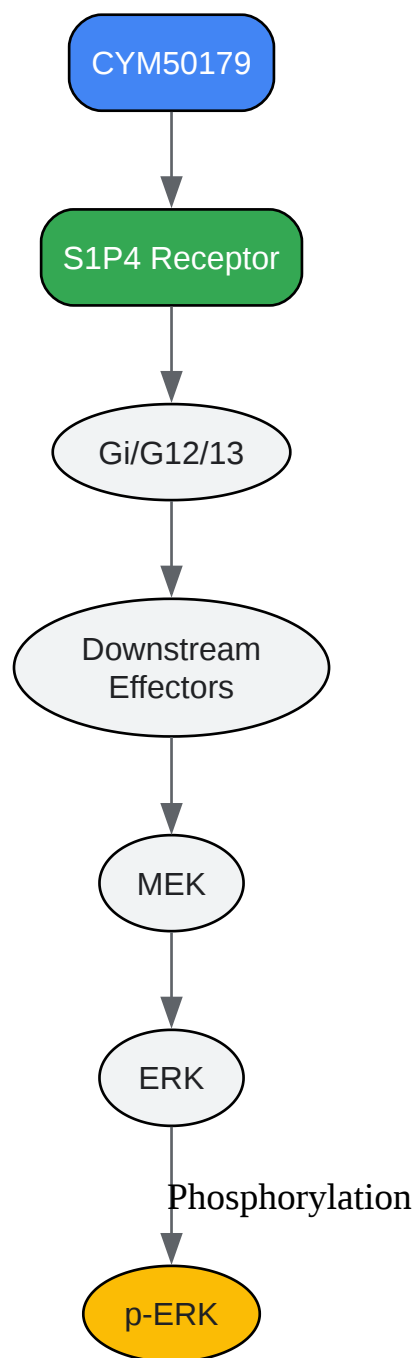 CYM50179
S1P4 Receptor
Gi/G12/13
Downstream
Effectors
MEK
ERK
Phosphorylation
p-ERK